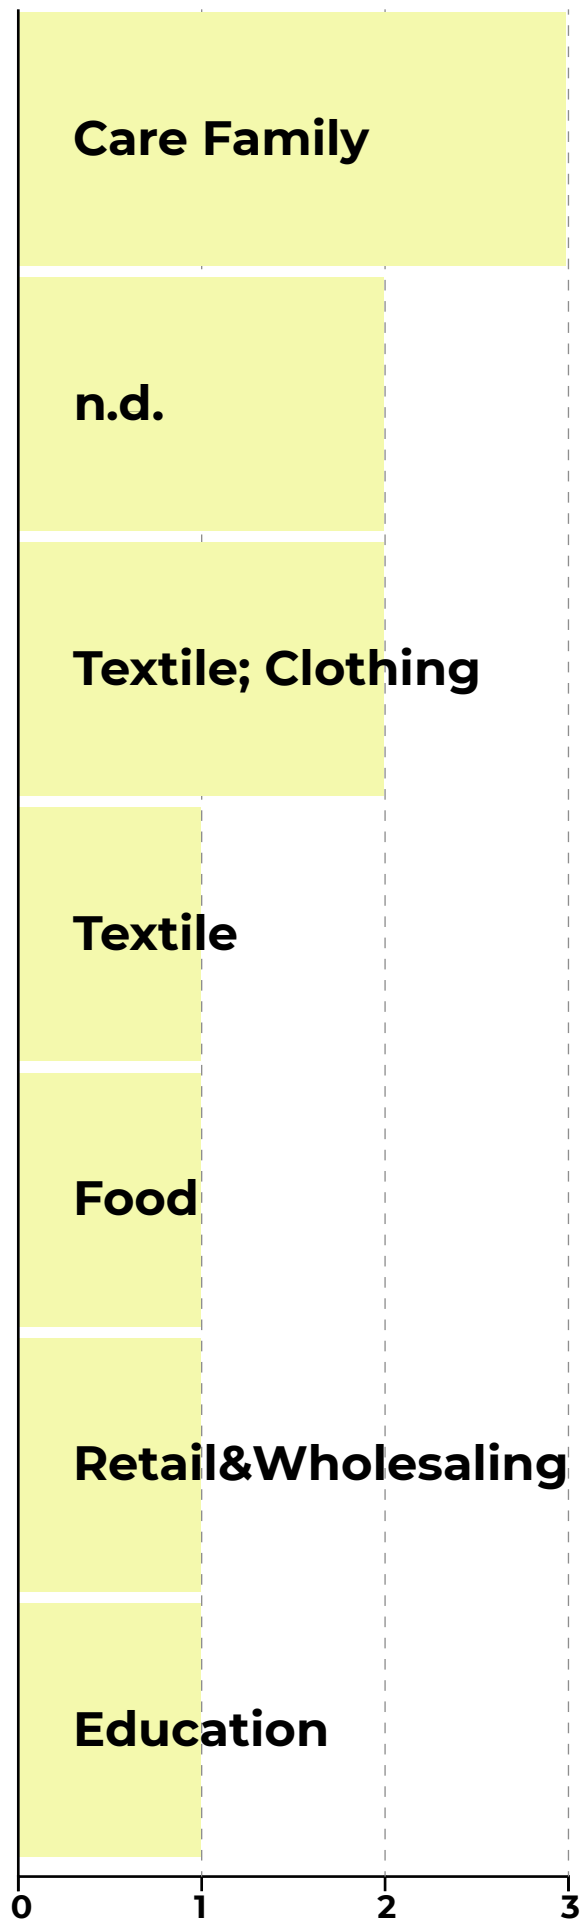 Care Family
n.d.
Textile; Clothing
Textile
Food
Retail&Wholesaling
Education
0 1 2 3